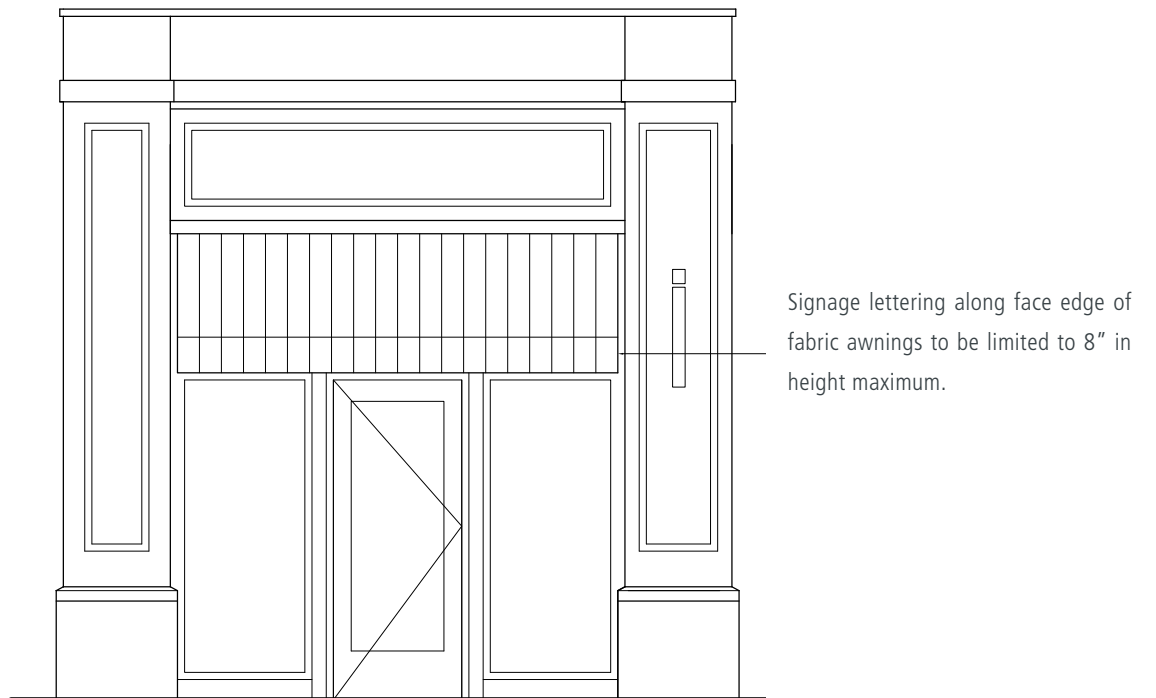 Signage lettering along face edge of
fabric awnings to be limited to 8” in
height maximum.